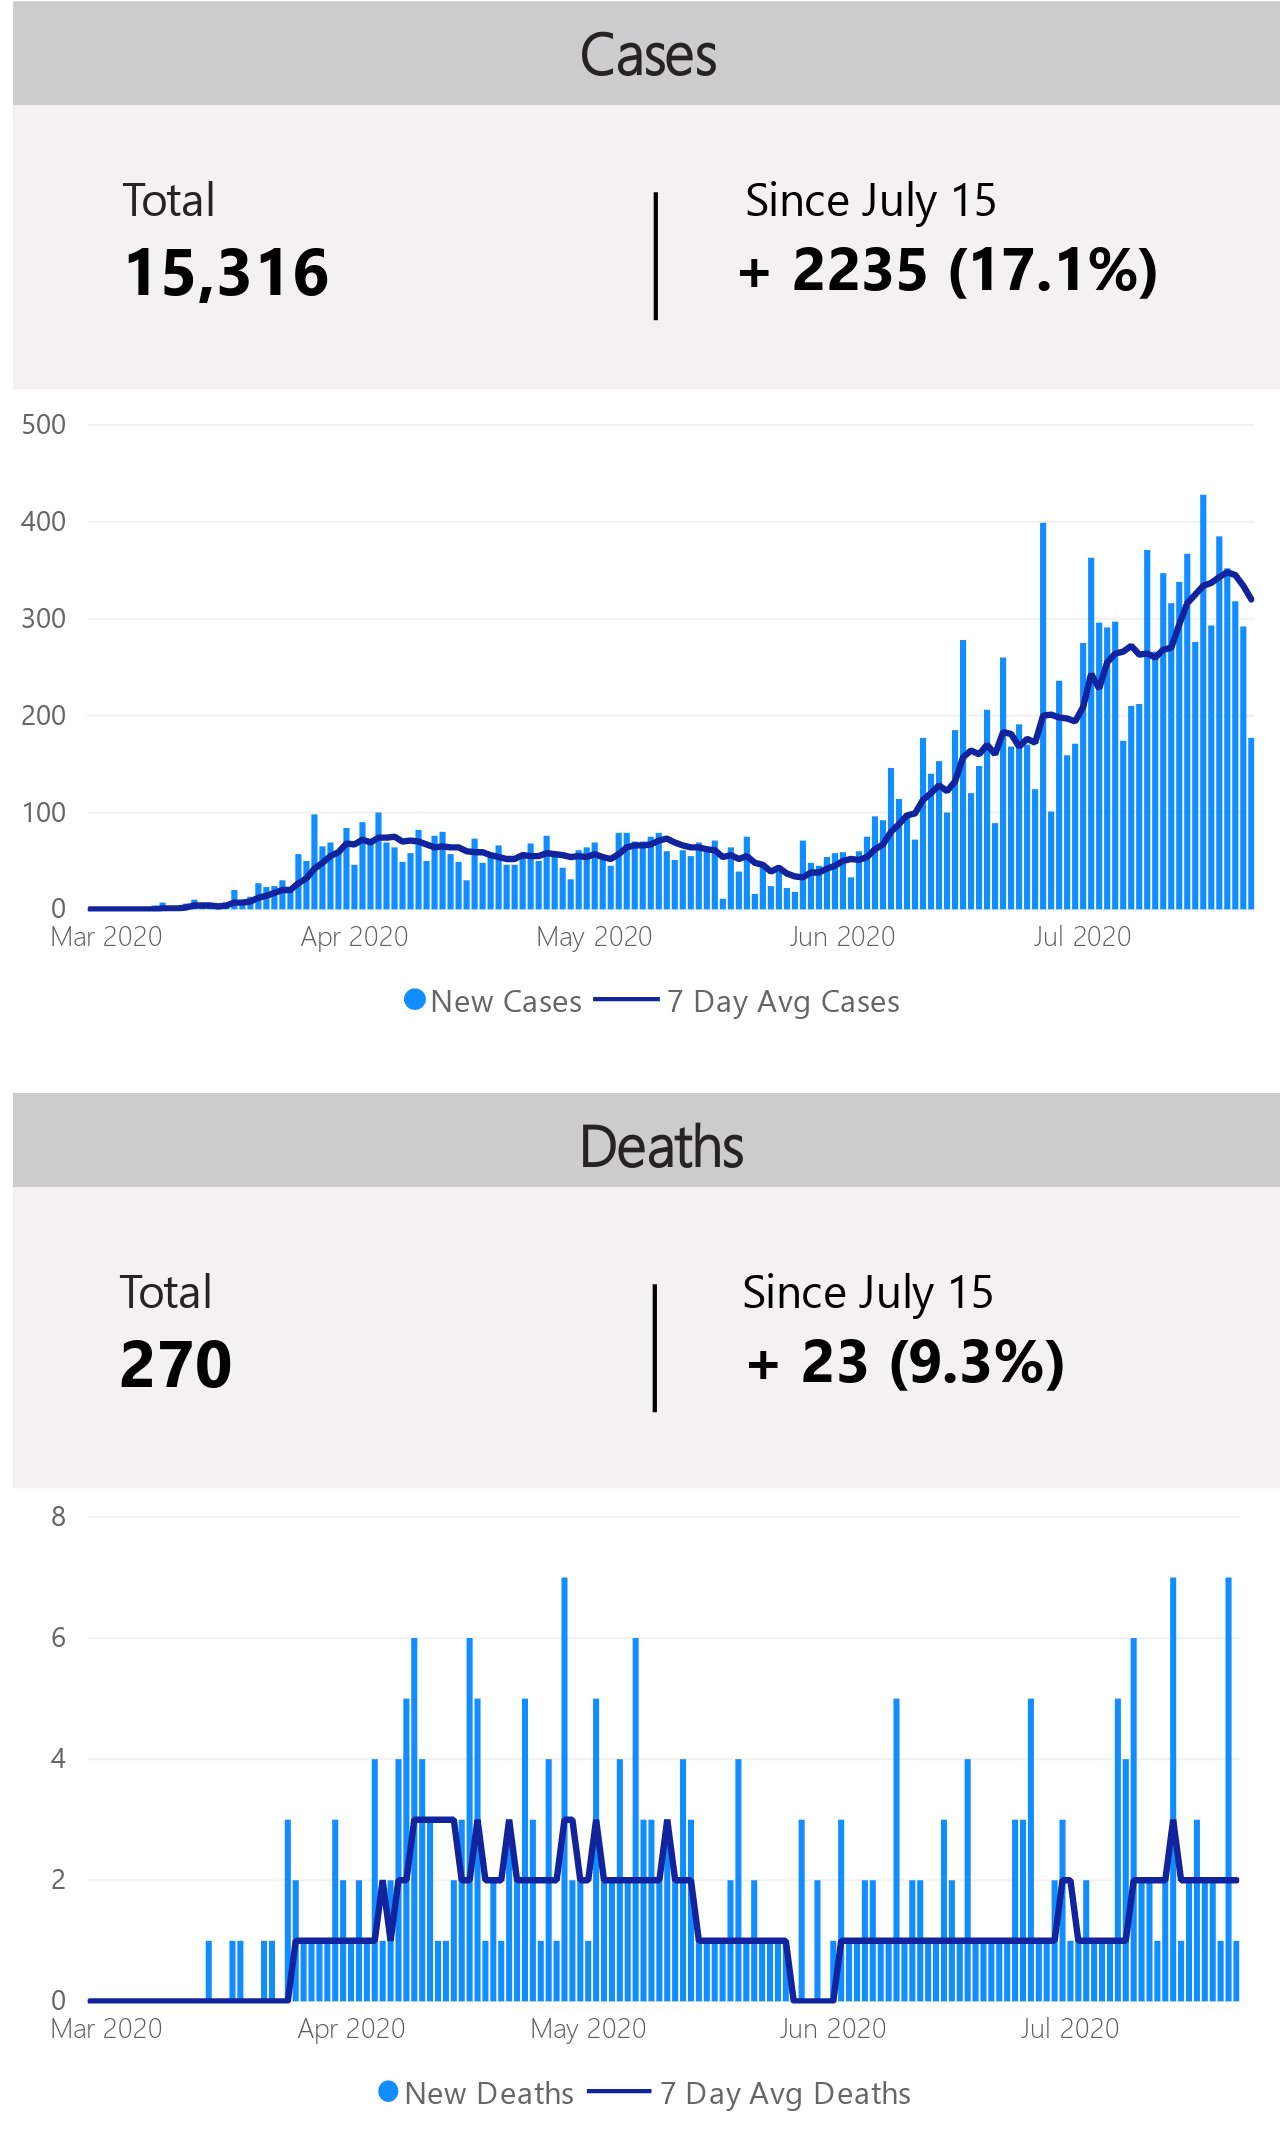 Cases
Total
15,316
Since July 15
+ 2235 (17.1%)
500
400
300
200
100
0
Mar 2020 Apr 2020 May 2020 Jun 2020 Jul 2020
New Cases 7 Day Avg Cases
Deaths
Total
270
Since July 15
+ 23 (9.3%)
8
6
4
2
0
Mar 2020 Apr 2020 May 2020 Jun 2020 Jul 2020
New Deaths 7 Day Avg Deaths